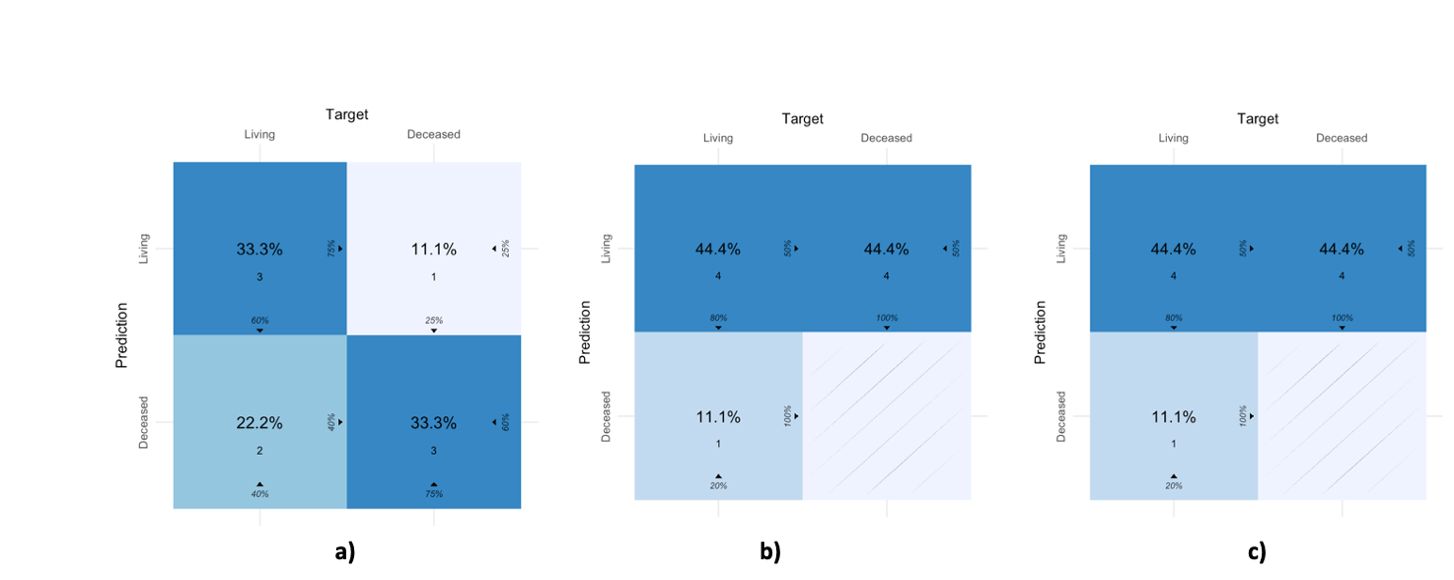 Target
Living Deceased
Prediction
Living
Deceased
33.3%
3
75%
60%
11.1%
1
25%
25%
22.2%
2
40%
40%
33.3%
3
60%
75%
a)
Target
Living Deceased
Prediction
Living
Deceased
44.4%
4
50%
80%
44.4%
4
50%
100%
11.1%
1
100%
20%
b)
Target
Living Deceased
Prediction
Living
Deceased
44.4%
4
50%
80%
44.4%
4
50%
100%
11.1%
1
100%
20%
c)